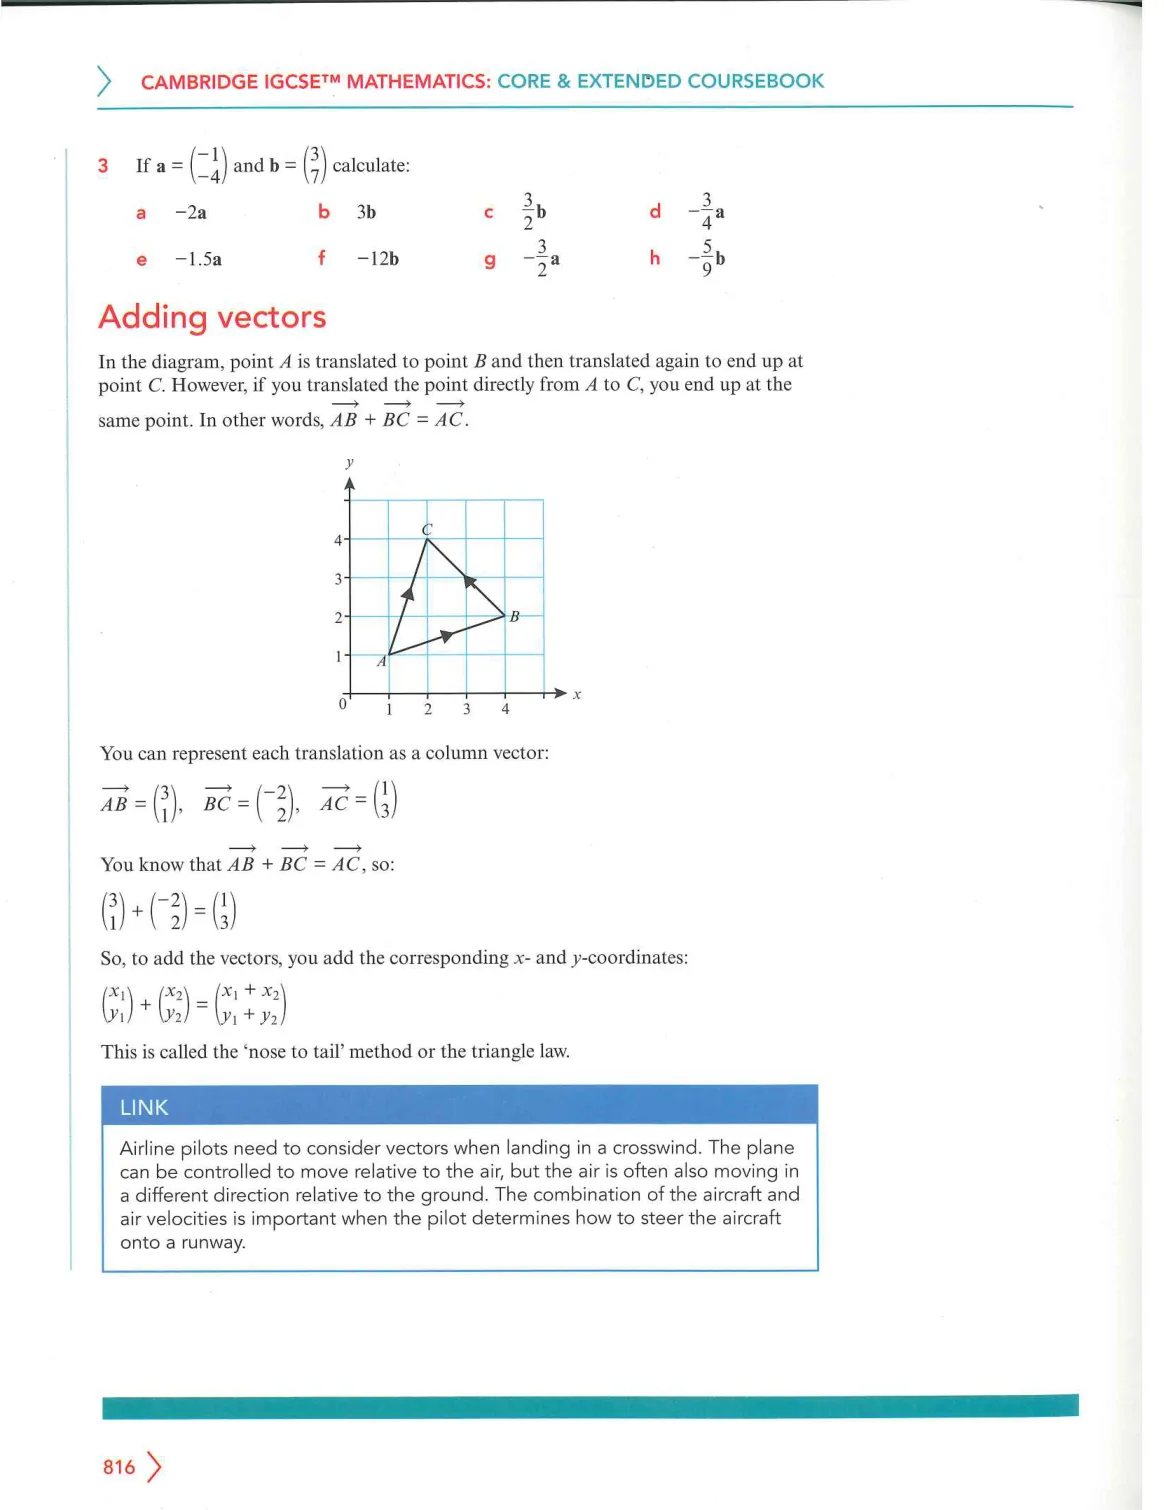 CAMBRIDGE IGCSE™ MATHEMATICS: CORE & EXTENDED COURSEBOOK
3 If a = (−1 −4) and b = (3 7) calculate:
a −2a b 3b c 3/2 b d −3/4 a
e −1.5a f −12b g −3/2 a h −5/9 b
Adding vectors
In the diagram, point A is translated to point B and then translated again to end up at
point C. However, if you translated the point directly from A to C, you end up at the
same point. In other words, AB + BC = AC.
y
C
4
3
2 B
1 A
0 1 2 3 4 x
You can represent each translation as a column vector:
AB = (3 1), BC = (−2 2), AC = (1 3)
You know that AB + BC = AC, so:
(3 1) + (−2 2) = (1 3)
So, to add the vectors, you add the corresponding x- and y-coordinates:
(x₁ y₁) + (x₂ y₂) = (x₁ + x₂ y₁ + y₂)
This is called the ‘nose to tail’ method or the triangle law.
LINK
Airline pilots need to consider vectors when landing in a crosswind. The plane
can be controlled to move relative to the air, but the air is often also moving in
a different direction relative to the ground. The combination of the aircraft and
air velocities is important when the pilot determines how to steer the aircraft
onto a runway.
816